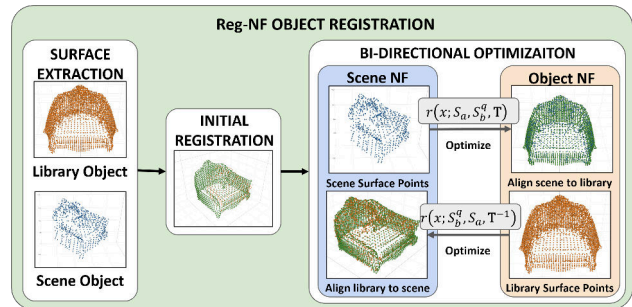 Reg-NF OBJECT REGISTRATION
SURFACE
EXTRACTION
Library Object
Scene Object
INITIAL
REGISTRATION
BI-DIRECTIONAL OPTIMIZAITON
Scene NF
Object NF
r(x; S_a, S_b^q, T)
Optimize
Scene Surface Points
Align scene to library
r(x; S_b^q, S_a, T^{-1})
Optimize
Align library to scene
Library Surface Points